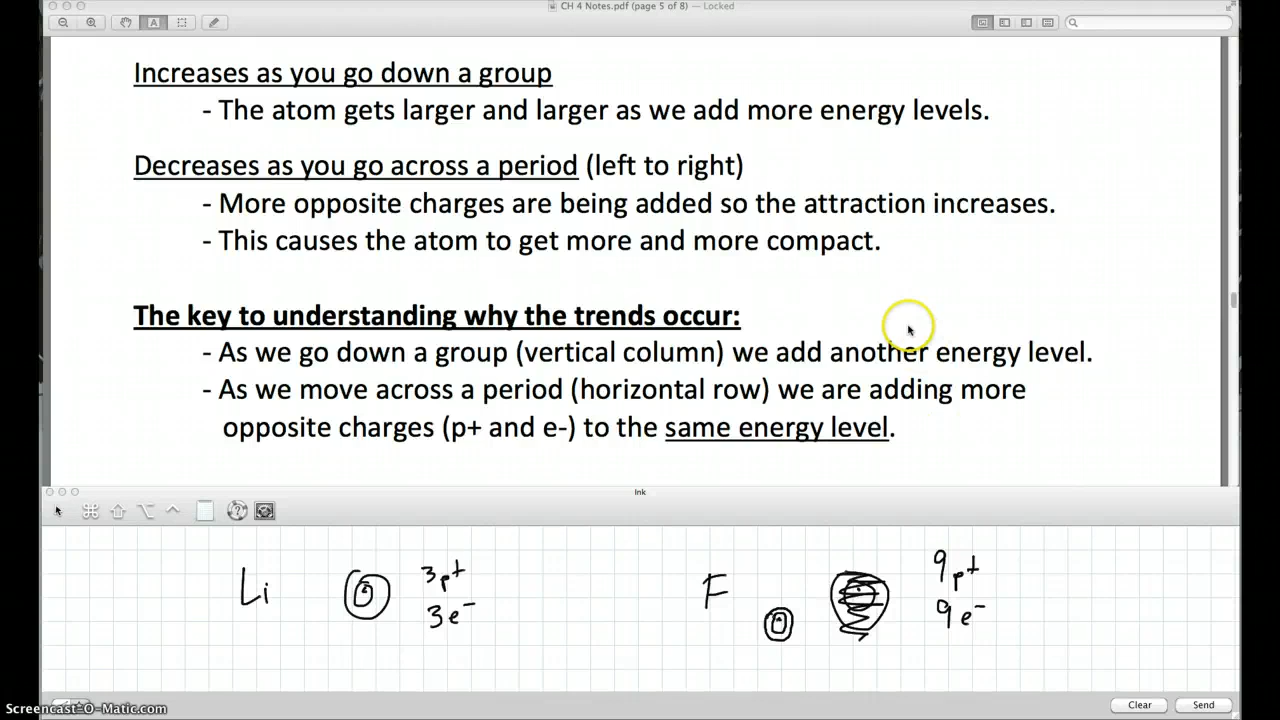 CH 4 Notes.pdf (page 5 of 8) — Locked
Increases as you go down a group
- The atom gets larger and larger as we add more energy levels.
Decreases as you go across a period (left to right)
- More opposite charges are being added so the attraction increases.
- This causes the atom to get more and more compact.
The key to understanding why the trends occur:
- As we go down a group (vertical column) we add another energy level.
- As we move across a period (horizontal row) we are adding more
opposite charges (p+ and e-) to the same energy level.
Ink
Li 3p+ F 9p+
3e- 9e-
Clear Send
Screencast-O-Matic.com